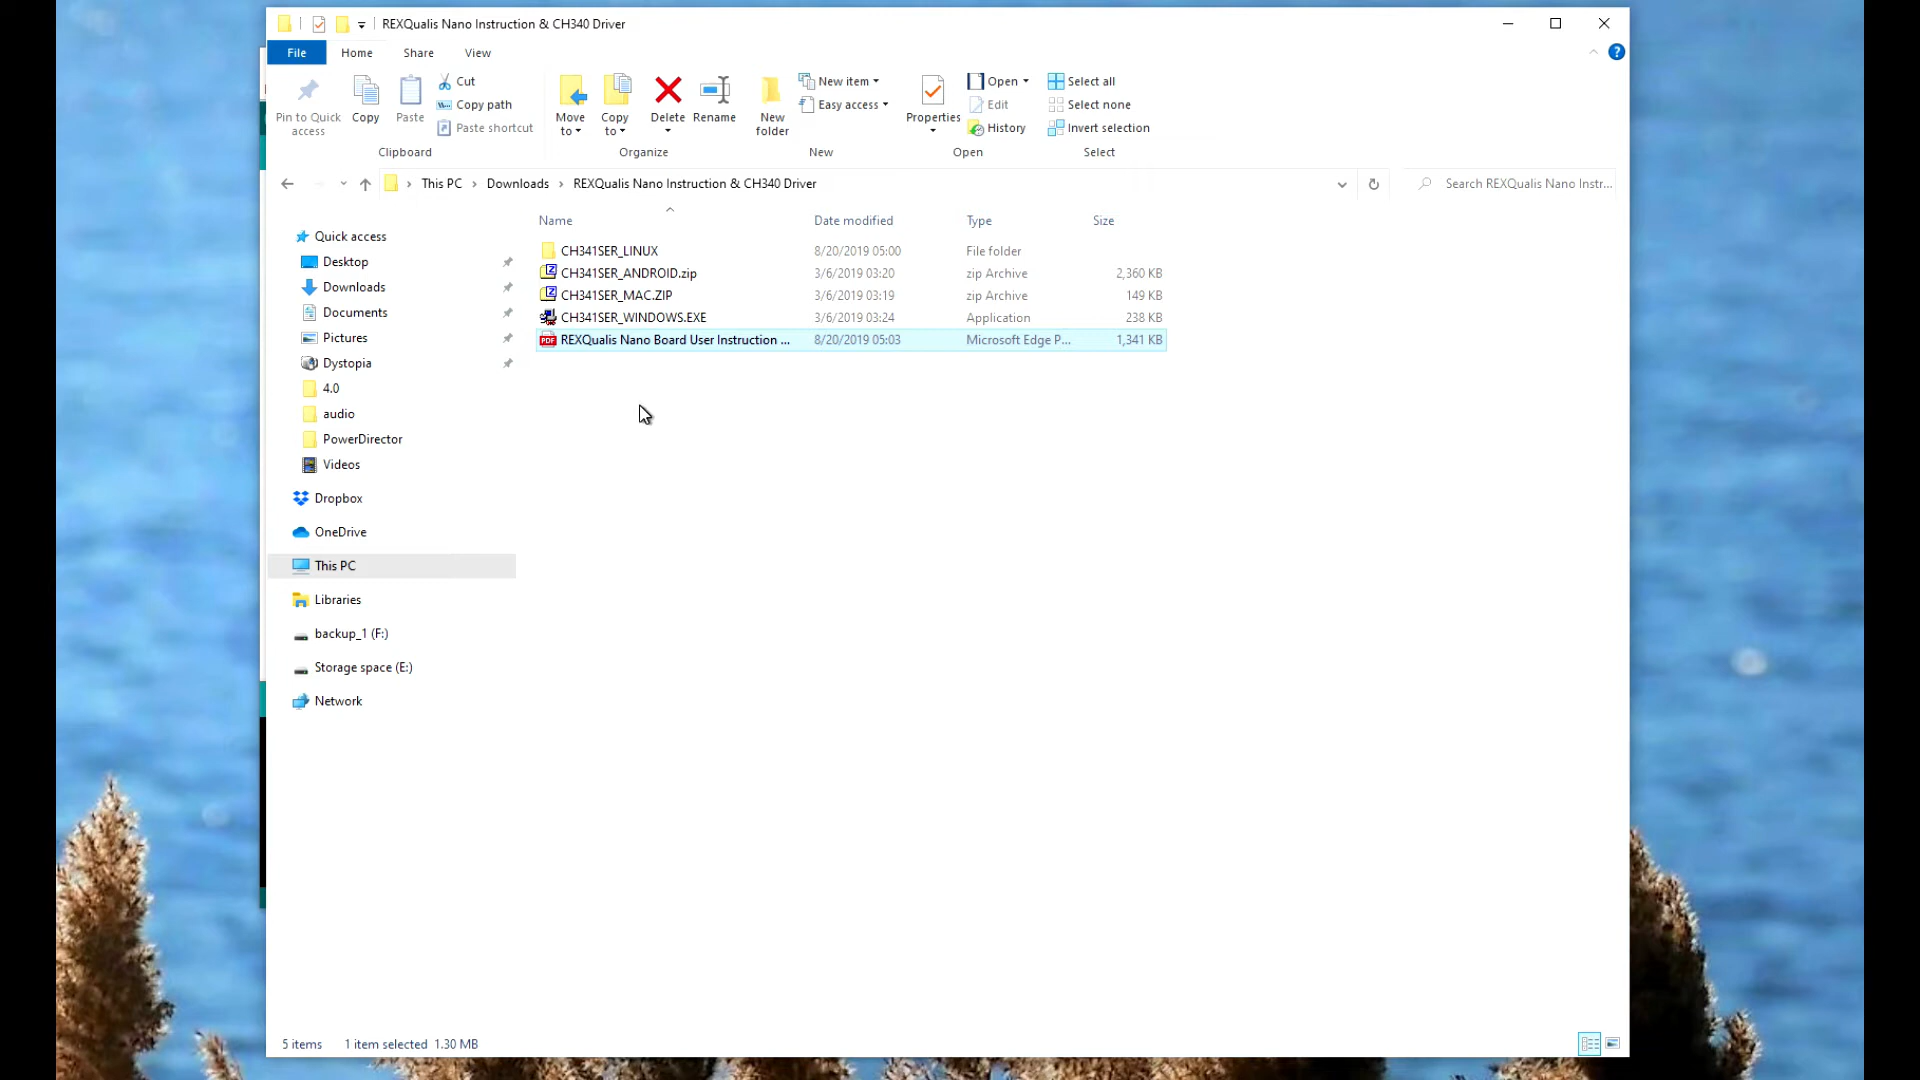 REXQualis Nano Instruction & CH340 Driver
File Home Share View
Pin to Quick access
Copy
Paste
Cut
Copy path
Paste shortcut
Clipboard
Move to
Copy to
Delete
Rename
Organize
New folder
New item
Easy access
New
Properties
Open
Edit
History
Open
Select all
Select none
Invert selection
Select
This PC > Downloads > REXQualis Nano Instruction & CH340 Driver
Search REXQualis Nano Instr...
Name Date modified Type Size
CH341SER_LINUX 8/20/2019 05:00 File folder
CH341SER_ANDROID.zip 3/6/2019 03:20 zip Archive 2,360 KB
CH341SER_MAC.ZIP 3/6/2019 03:19 zip Archive 149 KB
CH341SER_WINDOWS.EXE 3/6/2019 03:24 Application 238 KB
PDF REXQualis Nano Board User Instruction ... 8/20/2019 05:03 Microsoft Edge P... 1,341 KB
Quick access
Desktop
Downloads
Documents
Pictures
Dystopia
4.0
audio
PowerDirector
Videos
Dropbox
OneDrive
This PC
Libraries
backup_1 (F:)
Storage space (E:)
Network
5 items 1 item selected 1.30 MB